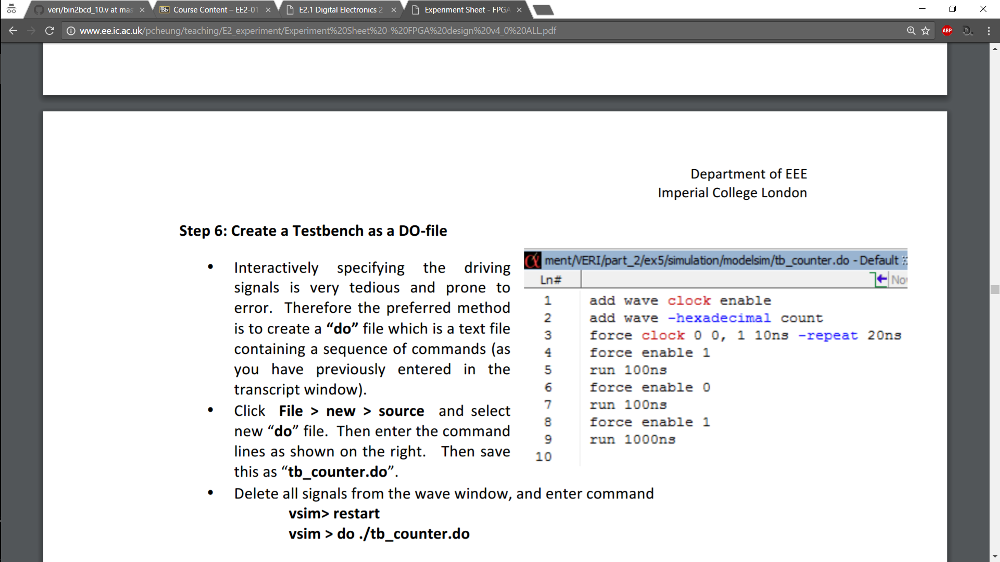 veri/bin2bcd_10.v at mas
Course Content – EE2-01
E2.1 Digital Electronics 2
Experiment Sheet - FPGA
www.ee.ic.ac.uk/pcheung/teaching/E2_experiment/Experiment%20Sheet%20-%20FPGA%20design%20v4_0%20ALL.pdf
ABP
Department of EEE
Imperial College London
Step 6: Create a Testbench as a DO-file
• Interactively specifying the driving
signals is very tedious and prone to
error. Therefore the preferred method
is to create a “do” file which is a text file
containing a sequence of commands (as
you have previously entered in the
transcript window).
• Click File > new > source and select
new “do” file. Then enter the command
lines as shown on the right. Then save
this as “tb_counter.do”.
ment/VERI/part_2/ex5/simulation/modelsim/tb_counter.do - Default
Ln#
1 add wave clock enable
2 add wave -hexadecimal count
3 force clock 0 0, 1 10ns -repeat 20ns
4 force enable 1
5 run 100ns
6 force enable 0
7 run 100ns
8 force enable 1
9 run 1000ns
10
• Delete all signals from the wave window, and enter command
vsim> restart
vsim > do ./tb_counter.do